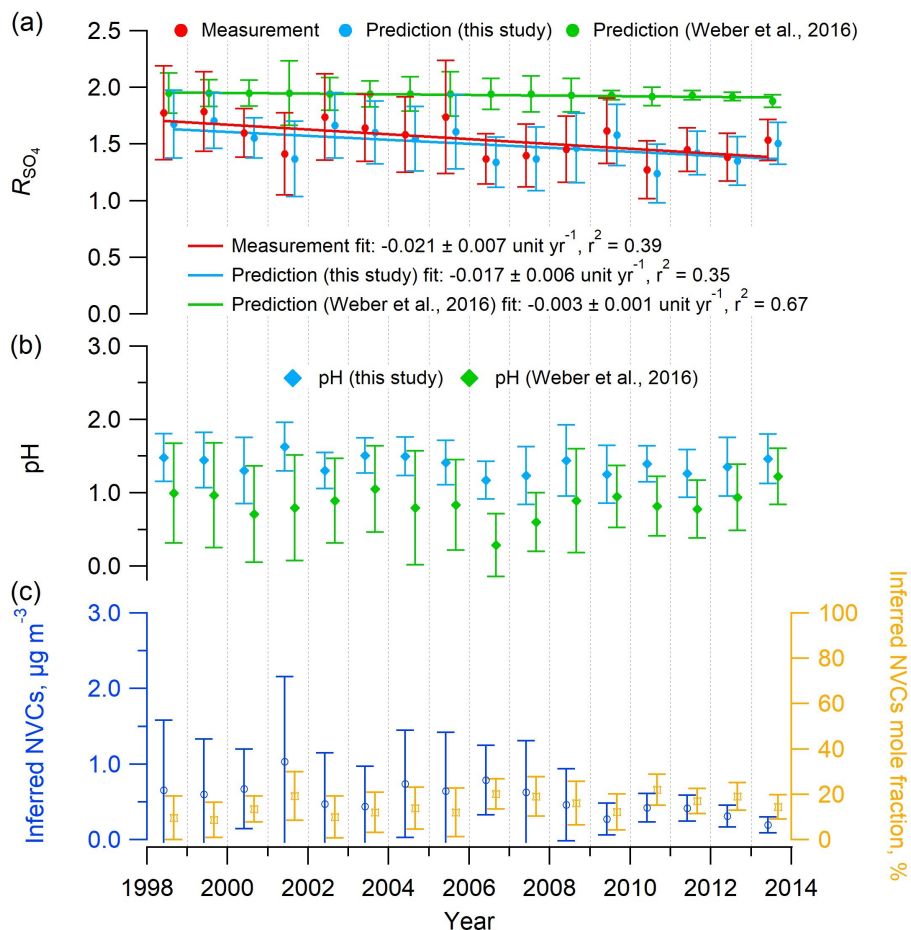 (a)
Measurement Prediction (this study) Prediction (Weber et al., 2016)
2.5
2.0
1.5
1.0
0.5
0.0
R_SO4
Measurement fit: -0.021 ± 0.007 unit yr⁻¹, r² = 0.39
Prediction (this study) fit: -0.017 ± 0.006 unit yr⁻¹, r² = 0.35
Prediction (Weber et al., 2016) fit: -0.003 ± 0.001 unit yr⁻¹, r² = 0.67
(b)
pH (this study) pH (Weber et al., 2016)
3.0
2.0
1.0
0.0
pH
(c)
3.0
2.0
1.0
0.0
Inferred NVCs, µg m⁻³
100
80
60
40
20
0
Inferred NVCs mole fraction, %
1998 2000 2002 2004 2006 2008 2010 2012 2014
Year